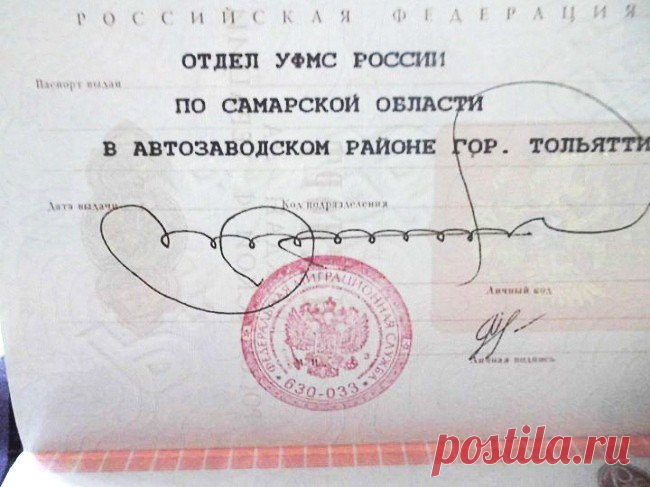 РОССИЙСКАЯ ФЕДЕРАЦИЯ
ОТДЕЛ УФМС РОССИИ
Паспорт выдан
ПО САМАРСКОЙ ОБЛАСТИ
В АВТОЗАВОДСКОМ РАЙОНЕ ГОР. ТОЛЬЯТТИ
Дата выдачи
Код подразделения
Личный код
ФЕДЕРАЛЬНАЯ МИГРАЦИОННАЯ СЛУЖБА
630-033
Личная подпись
postila.ru